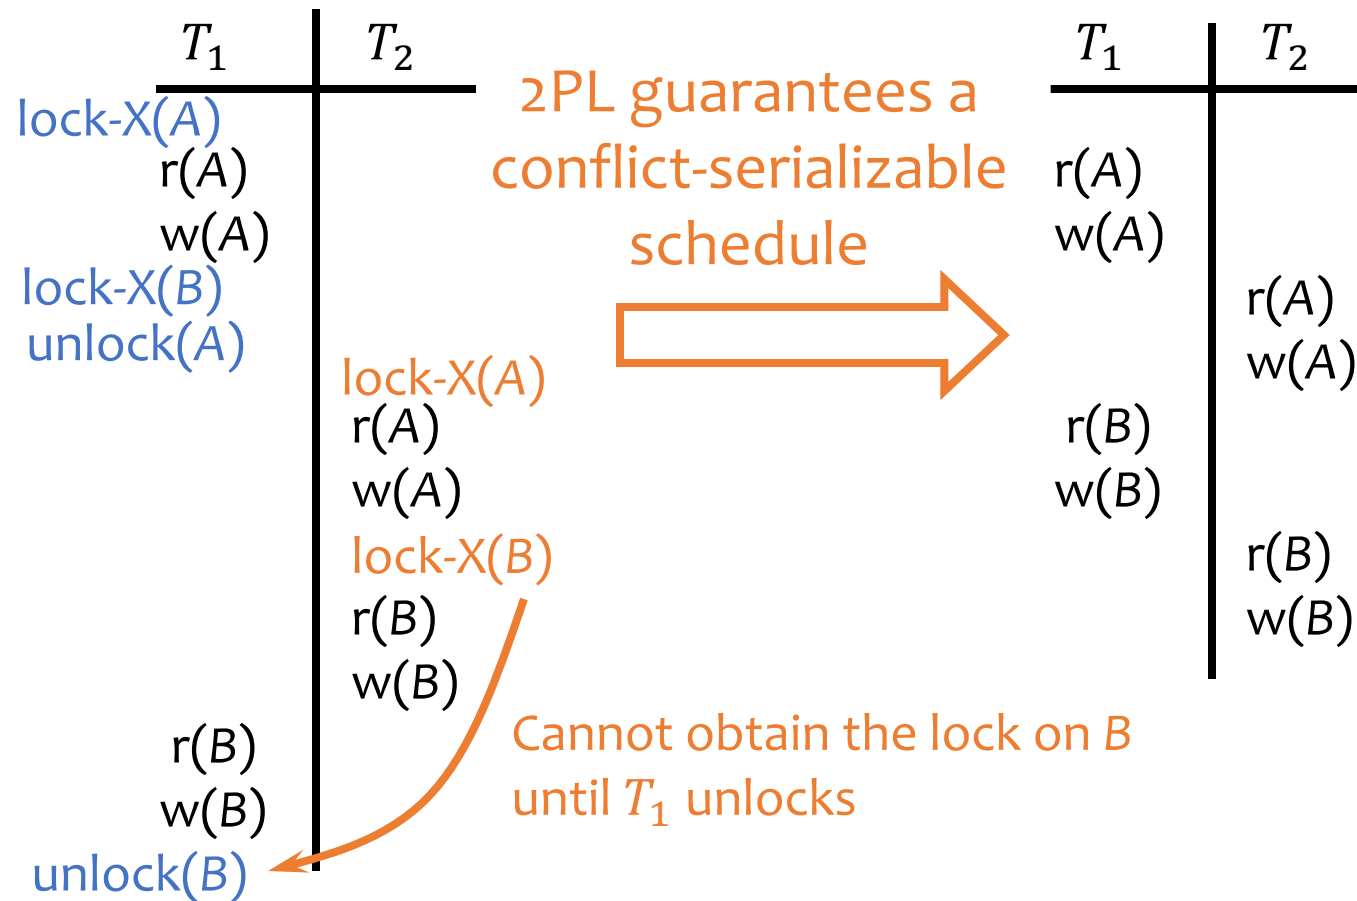 T₁ T₂
lock-X(A)
r(A)
w(A)
lock-X(B)
unlock(A)
lock-X(A)
r(A)
w(A)
lock-X(B)
r(B)
w(B)
r(B)
w(B)
unlock(B)
2PL guarantees a
conflict-serializable
schedule
Cannot obtain the lock on B
until T₁ unlocks
T₁ T₂
r(A)
w(A)
r(A)
w(A)
r(B)
w(B)
r(B)
w(B)